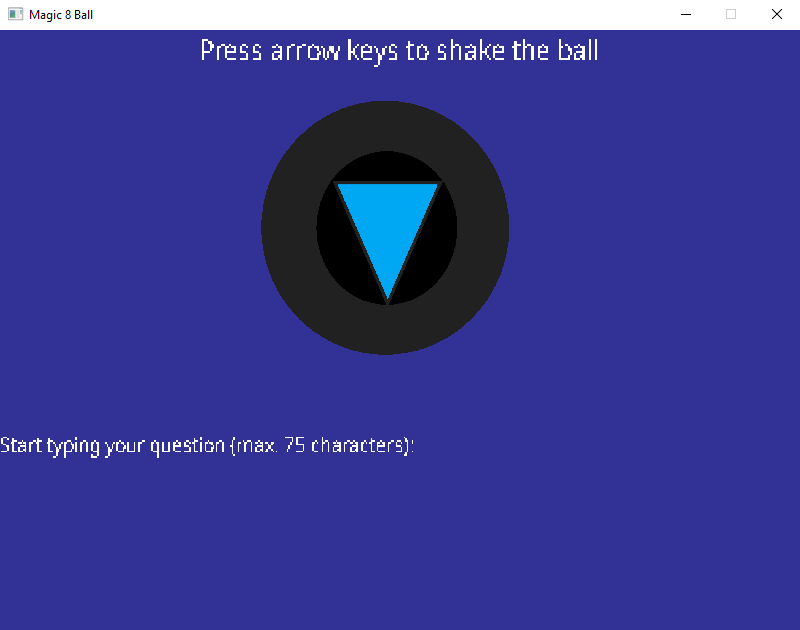 Magic 8 Ball
Press arrow keys to shake the ball
Start typing your question (max. 75 characters):